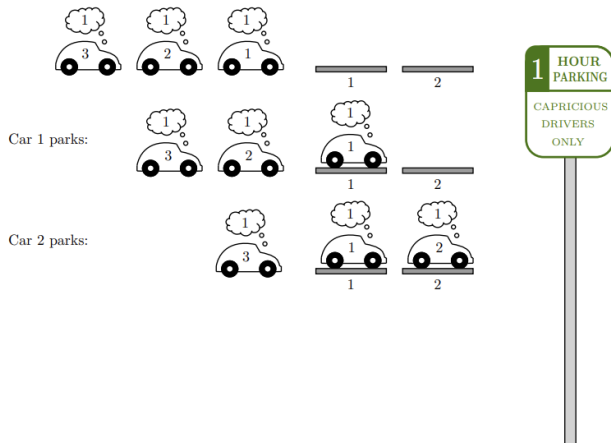 1 1 1
3 2 1
1 2
1 HOUR PARKING
CAPRICIOUS
DRIVERS
ONLY
Car 1 parks:
1 1 1
3 2 1
1 2
Car 2 parks:
1 1 1
3 1 2
1 2